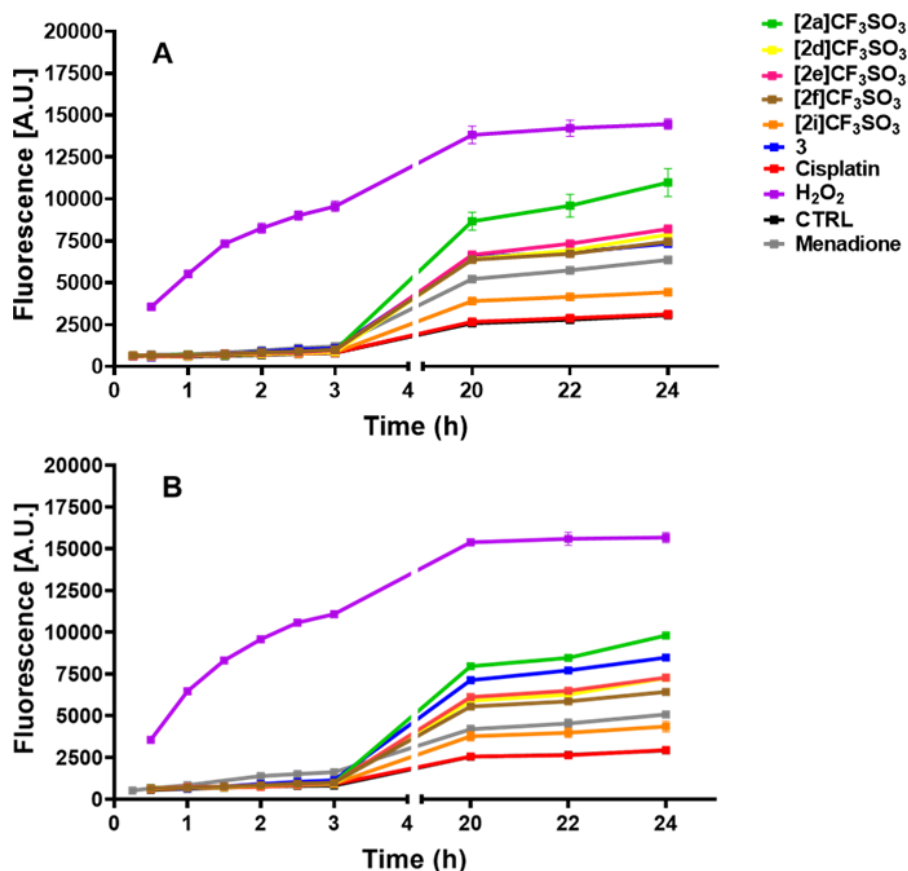 A
Fluorescence [A.U.]
20000
17500
15000
12500
10000
7500
5000
2500
0
0 1 2 3 4 20 22 24
Time (h)
[2a]CF₃SO₃
[2d]CF₃SO₃
[2e]CF₃SO₃
[2f]CF₃SO₃
[2i]CF₃SO₃
3
Cisplatin
H₂O₂
CTRL
Menadione
B
Fluorescence [A.U.]
20000
17500
15000
12500
10000
7500
5000
2500
0
0 1 2 3 4 20 22 24
Time (h)